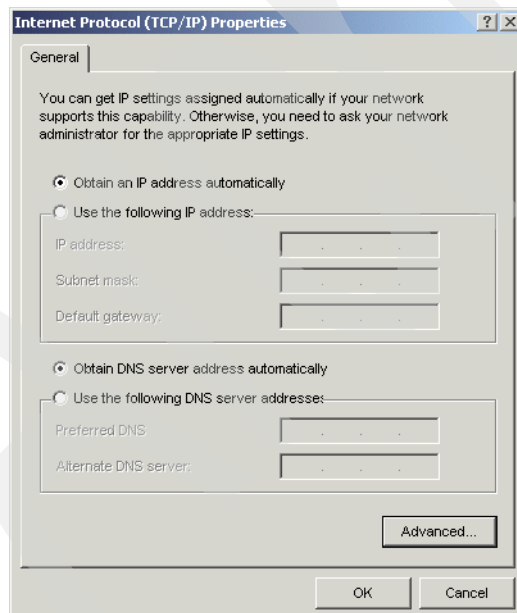 Internet Protocol (TCP/IP) Properties
General
You can get IP settings assigned automatically if your network
supports this capability. Otherwise, you need to ask your network
administrator for the appropriate IP settings.
Obtain an IP address automatically
Use the following IP address:
IP address:
Subnet mask:
Default gateway:
Obtain DNS server address automatically
Use the following DNS server addresses
Preferred DNS
Alternate DNS server:
Advanced...
OK
Cancel